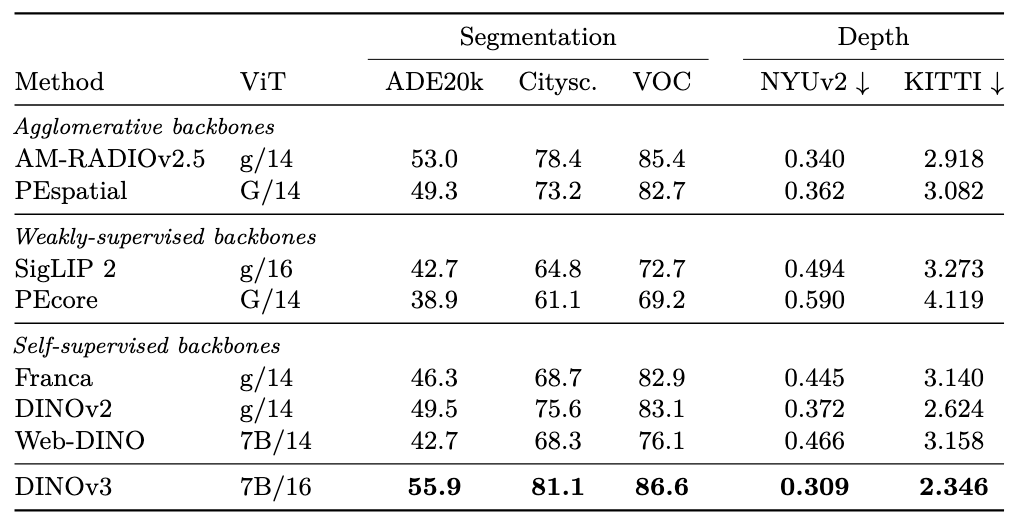 Segmentation Depth
Method ViT ADE20k Citysc. VOC NYUv2 ↓ KITTI ↓
Agglomerative backbones
AM-RADIOv2.5 g/14 53.0 78.4 85.4 0.340 2.918
PEspatial G/14 49.3 73.2 82.7 0.362 3.082
Weakly-supervised backbones
SigLIP 2 g/16 42.7 64.8 72.7 0.494 3.273
PEcore G/14 38.9 61.1 69.2 0.590 4.119
Self-supervised backbones
Franca g/14 46.3 68.7 82.9 0.445 3.140
DINOv2 g/14 49.5 75.6 83.1 0.372 2.624
Web-DINO 7B/14 42.7 68.3 76.1 0.466 3.158
DINOv3 7B/16 55.9 81.1 86.6 0.309 2.346